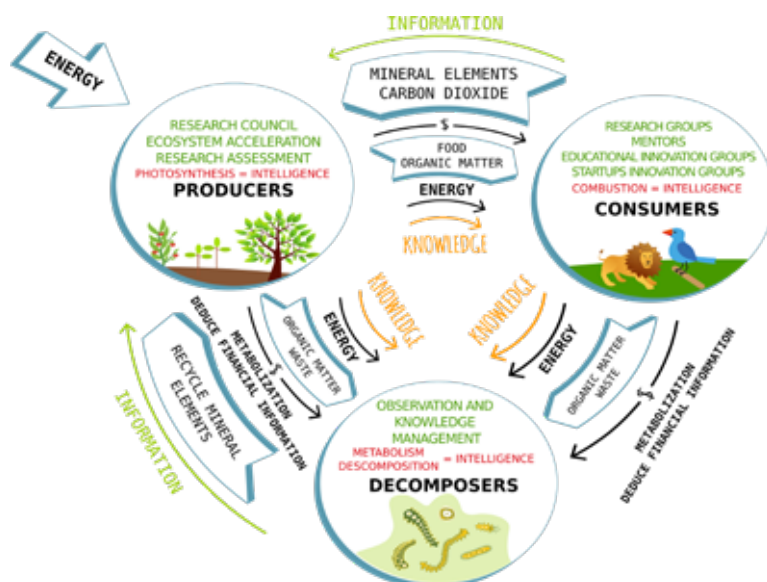 INFORMATION
ENERGY
MINERAL ELEMENTS
CARBON DIOXIDE
$
FOOD
ORGANIC MATTER
ENERGY
KNOWLEDGE
RESEARCH COUNCIL
ECOSYSTEM ACCELERATION
RESEARCH ASSESSMENT
PHOTOSYNTHESIS = INTELLIGENCE
PRODUCERS
RESEARCH GROUPS
MENTORS
EDUCATIONAL INNOVATION GROUPS
STARTUPS INNOVATION GROUPS
COMBUSTION = INTELLIGENCE
CONSUMERS
KNOWLEDGE
ENERGY
ORGANIC MATTER
WASTE
$
METABOLIZATION
DEDUCE FINANCIAL INFORMATION
RECYCLE MINERAL
ELEMENTS
INFORMATION
KNOWLEDGE
ENERGY
ORGANIC MATTER
WASTE
$
METABOLIZATION
DEDUCE FINANCIAL INFORMATION
OBSERVATION AND
KNOWLEDGE
MANAGEMENT
METABOLISM
DESCOMPOSITION = INTELLIGENCE
DECOMPOSERS